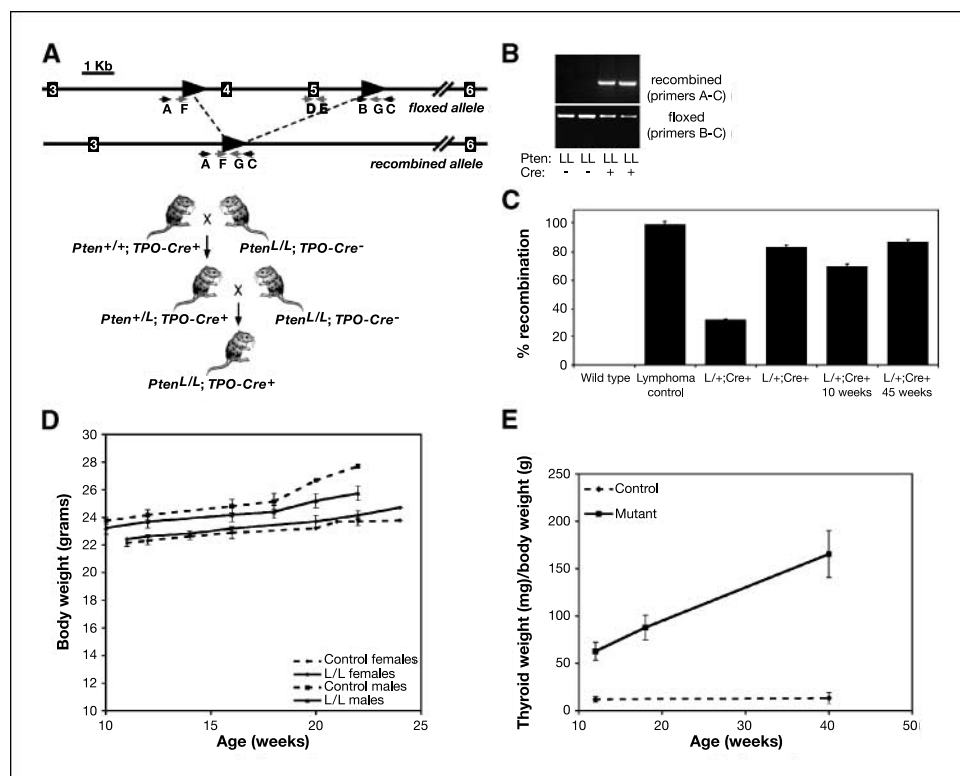 A
1 Kb
3 4 5 6
A F D E B G C floxed allele
3 6
A F G C recombined allele
X
Pten+/+; TPO-Cre+ PtenL/L; TPO-Cre-
X
Pten+/L; TPO-Cre+ PtenL/L; TPO-Cre-
PtenL/L; TPO-Cre+
B
recombined
(primers A-C)
floxed
(primers B-C)
Pten: LL LL LL LL
Cre: - - + +
C
% recombination
100
80
60
40
20
0
Wild type Lymphoma control L/+;Cre+ L/+;Cre+ L/+;Cre+ 10 weeks L/+;Cre+ 45 weeks
D
Body weight (grams)
30
28
26
24
22
20
18
16
14
12
10
Control females
L/L females
Control males
L/L males
10 15 20 25
Age (weeks)
E
Thyroid weight (mg)/body weight (g)
250
200
150
100
50
0
Control
Mutant
10 20 30 40 50
Age (weeks)